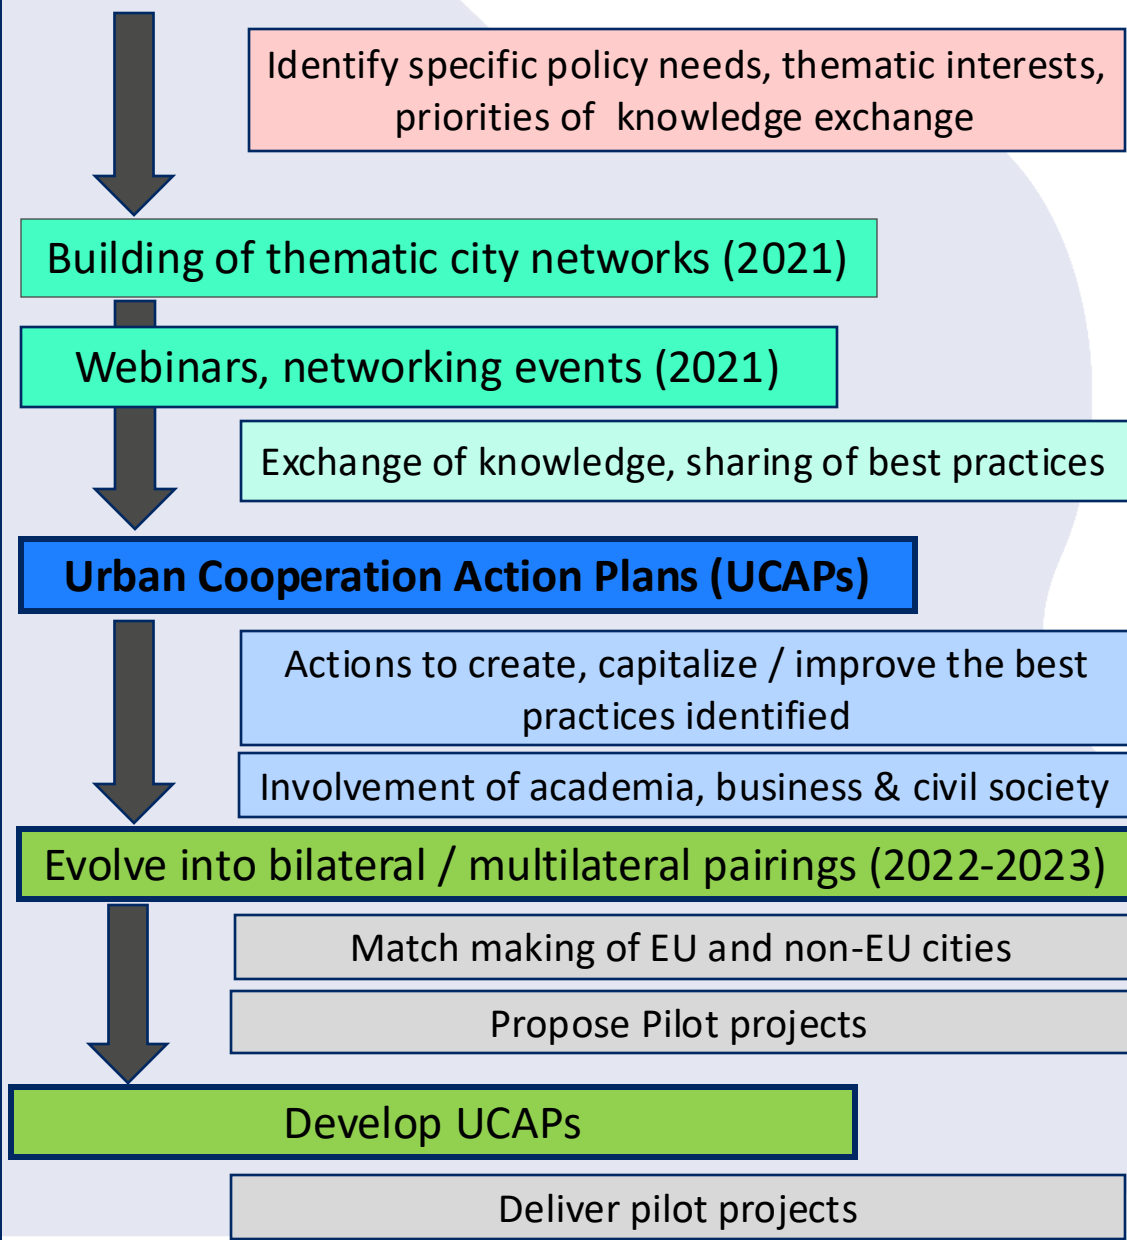 Identify specific policy needs, thematic interests,
priorities of knowledge exchange
Building of thematic city networks (2021)
Webinars, networking events (2021)
Exchange of knowledge, sharing of best practices
Urban Cooperation Action Plans (UCAPs)
Actions to create, capitalize / improve the best
practices identified
Involvement of academia, business & civil society
Evolve into bilateral / multilateral pairings (2022-2023)
Match making of EU and non-EU cities
Propose Pilot projects
Develop UCAPs
Deliver pilot projects